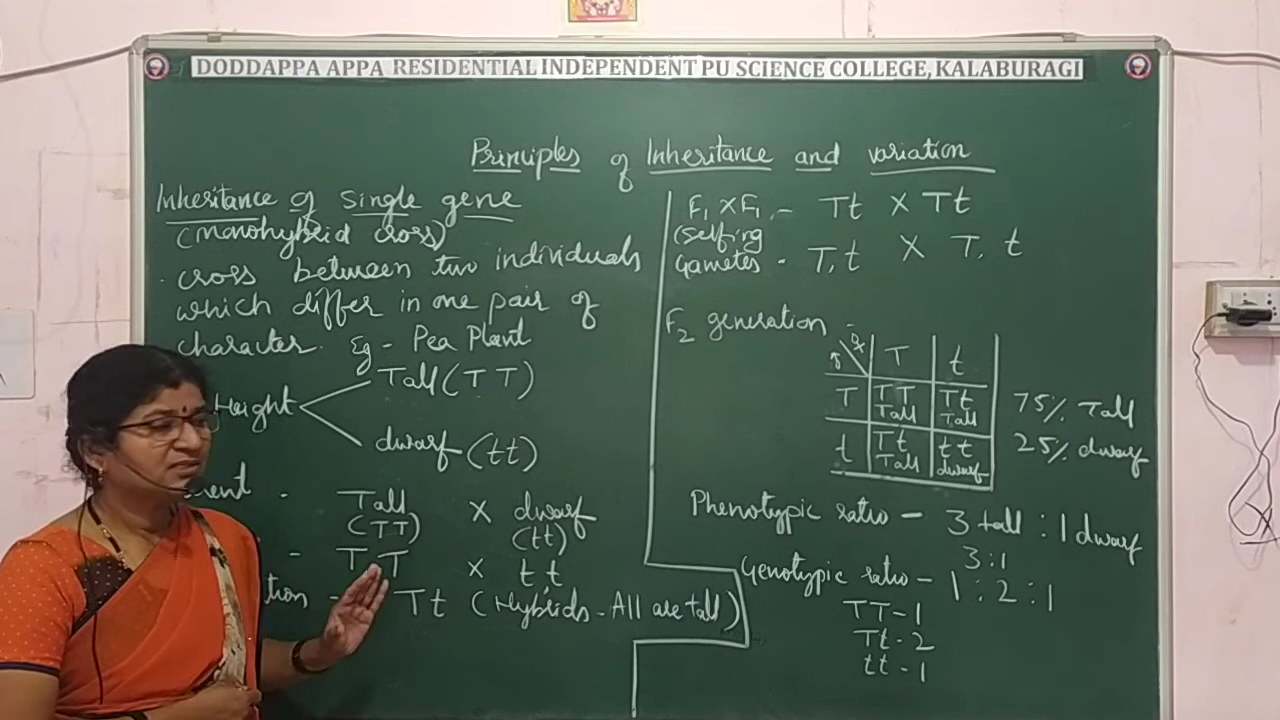 DODDAPPA APPA RESIDENTIAL INDEPENDENT PU SCIENCE COLLEGE, KALABURAGI
Principles of Inheritance and variation
Inheritance of single gene
(Monohybrid cross)
cross between two individuals
which differ in one pair of
character. Eg - Pea Plant
Height
Tall (TT)
dwarf (tt)
- Tall X dwarf
(TT) (tt)
- T, T X t, t
- Tt (Hybrids - All are tall)
F1 X F1 - Tt X Tt
(Selfing
Gametes - T, t X T, t
F2 generation -
♂ T t
T TT Tall Tt Tall
t Tt Tall tt dwarf
75% Tall
25% dwarf
Phenotypic ratio - 3 tall : 1 dwarf
3:1
Genotypic ratio - 1 : 2 : 1
TT - 1
Tt - 2
tt - 1